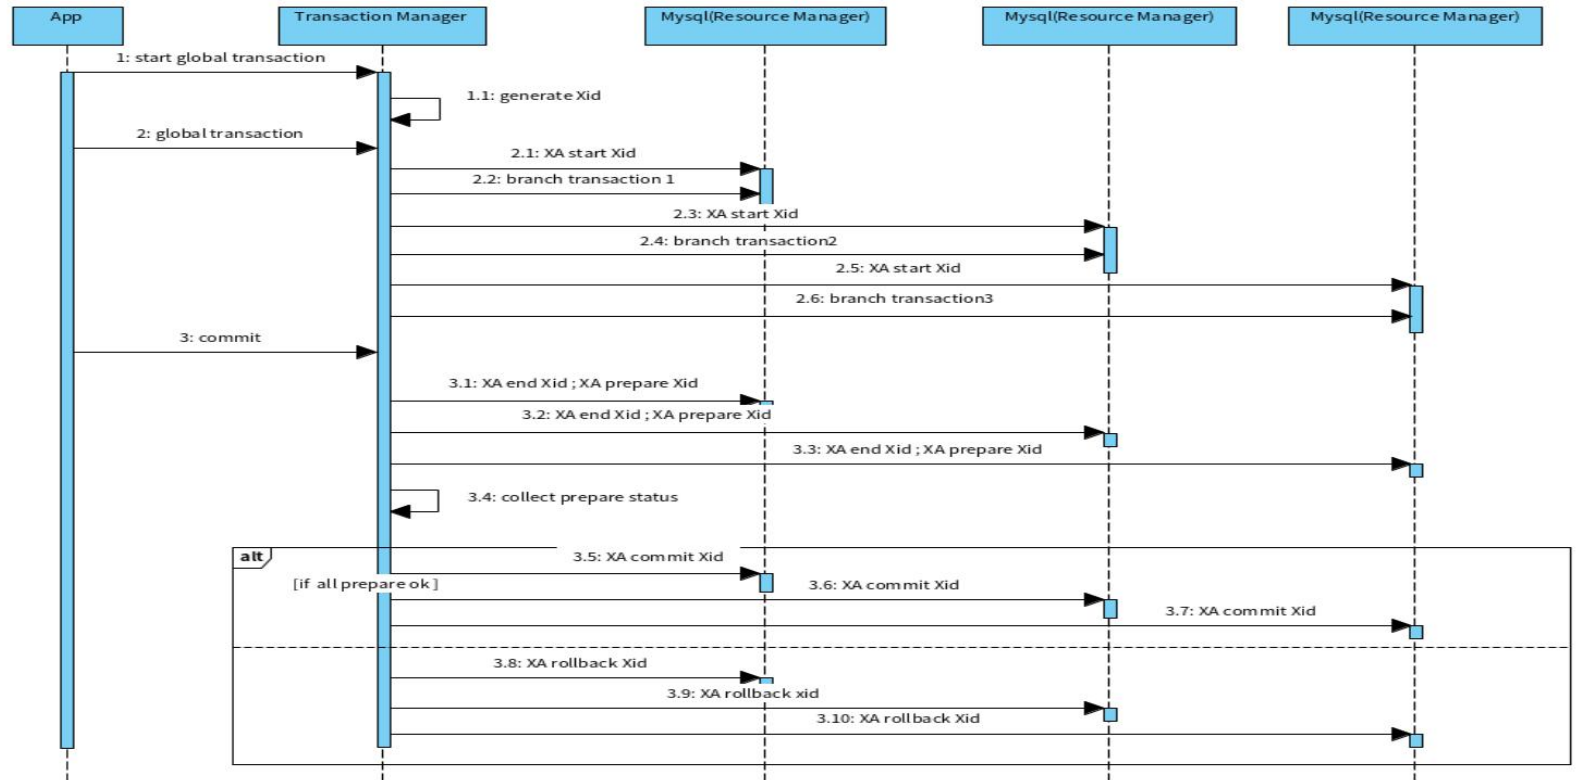 App
Transaction Manager
Mysql(Resource Manager)
Mysql(Resource Manager)
Mysql(Resource Manager)
1: start global transaction
1.1: generate Xid
2: global transaction
2.1: XA start Xid
2.2: branch transaction 1
2.3: XA start Xid
2.4: branch transaction2
2.5: XA start Xid
2.6: branch transaction3
3: commit
3.1: XA end Xid ; XA prepare Xid
3.2: XA end Xid ; XA prepare Xid
3.3: XA end Xid ; XA prepare Xid
3.4: collect prepare status
alt
3.5: XA commit Xid
[if all prepare ok ]
3.6: XA commit Xid
3.7: XA commit Xid
3.8: XA rollback Xid
3.9: XA rollback xid
3.10: XA rollback Xid